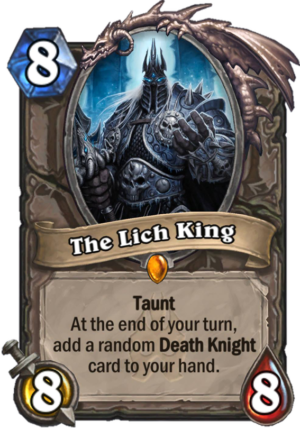 8
The Lich King
Taunt
At the end of your turn,
add a random Death Knight
card to your hand.
8
8